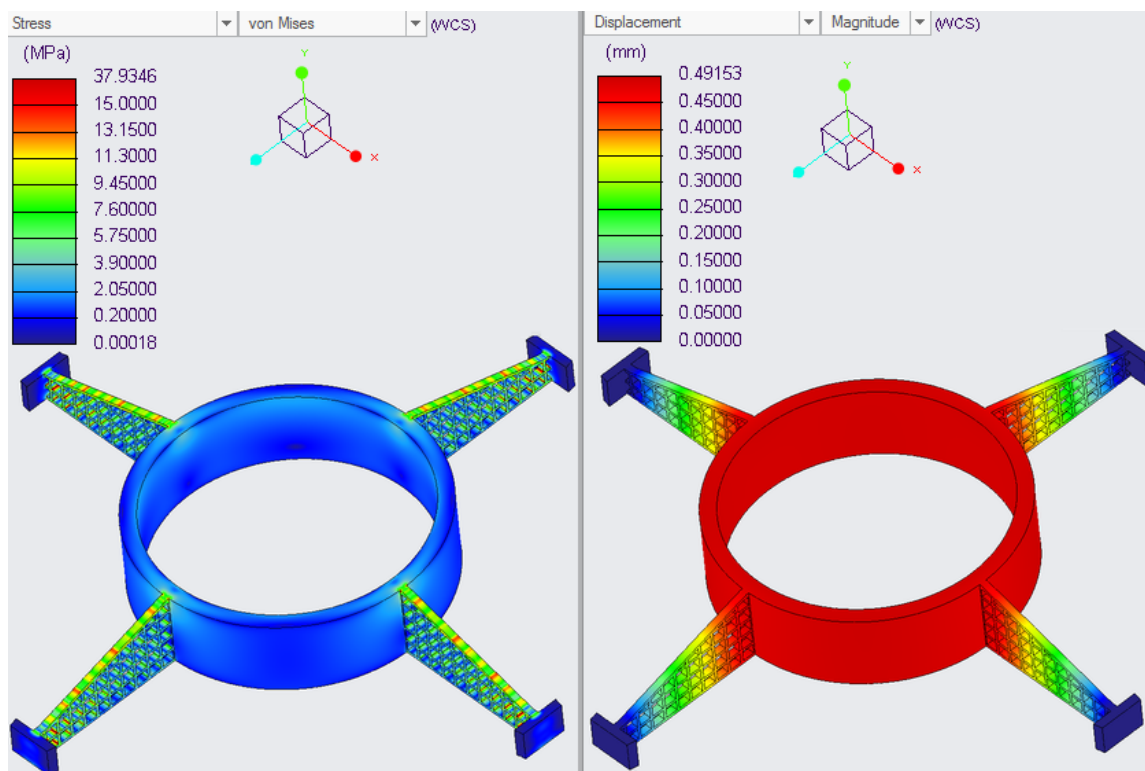 Stress von Mises (WCS)
(MPa)
37.9346
15.0000
13.1500
11.3000
9.45000
7.60000
5.75000
3.90000
2.05000
0.20000
0.00018
Y
X
Displacement Magnitude (WCS)
(mm)
0.49153
0.45000
0.40000
0.35000
0.30000
0.25000
0.20000
0.15000
0.10000
0.05000
0.00000
Y
X